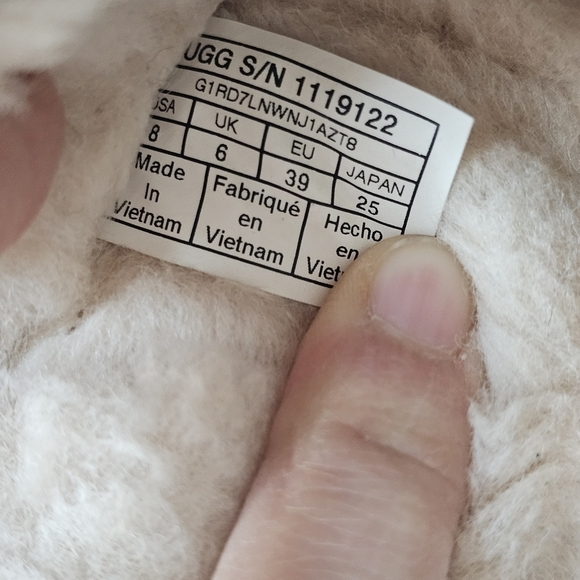 UGG S/N 1119122
G1RD7LNWNJ1AZT8
USA UK EU JAPAN
8 6 39 25
Made In Vietnam
Fabriqué en Vietnam
Hecho en